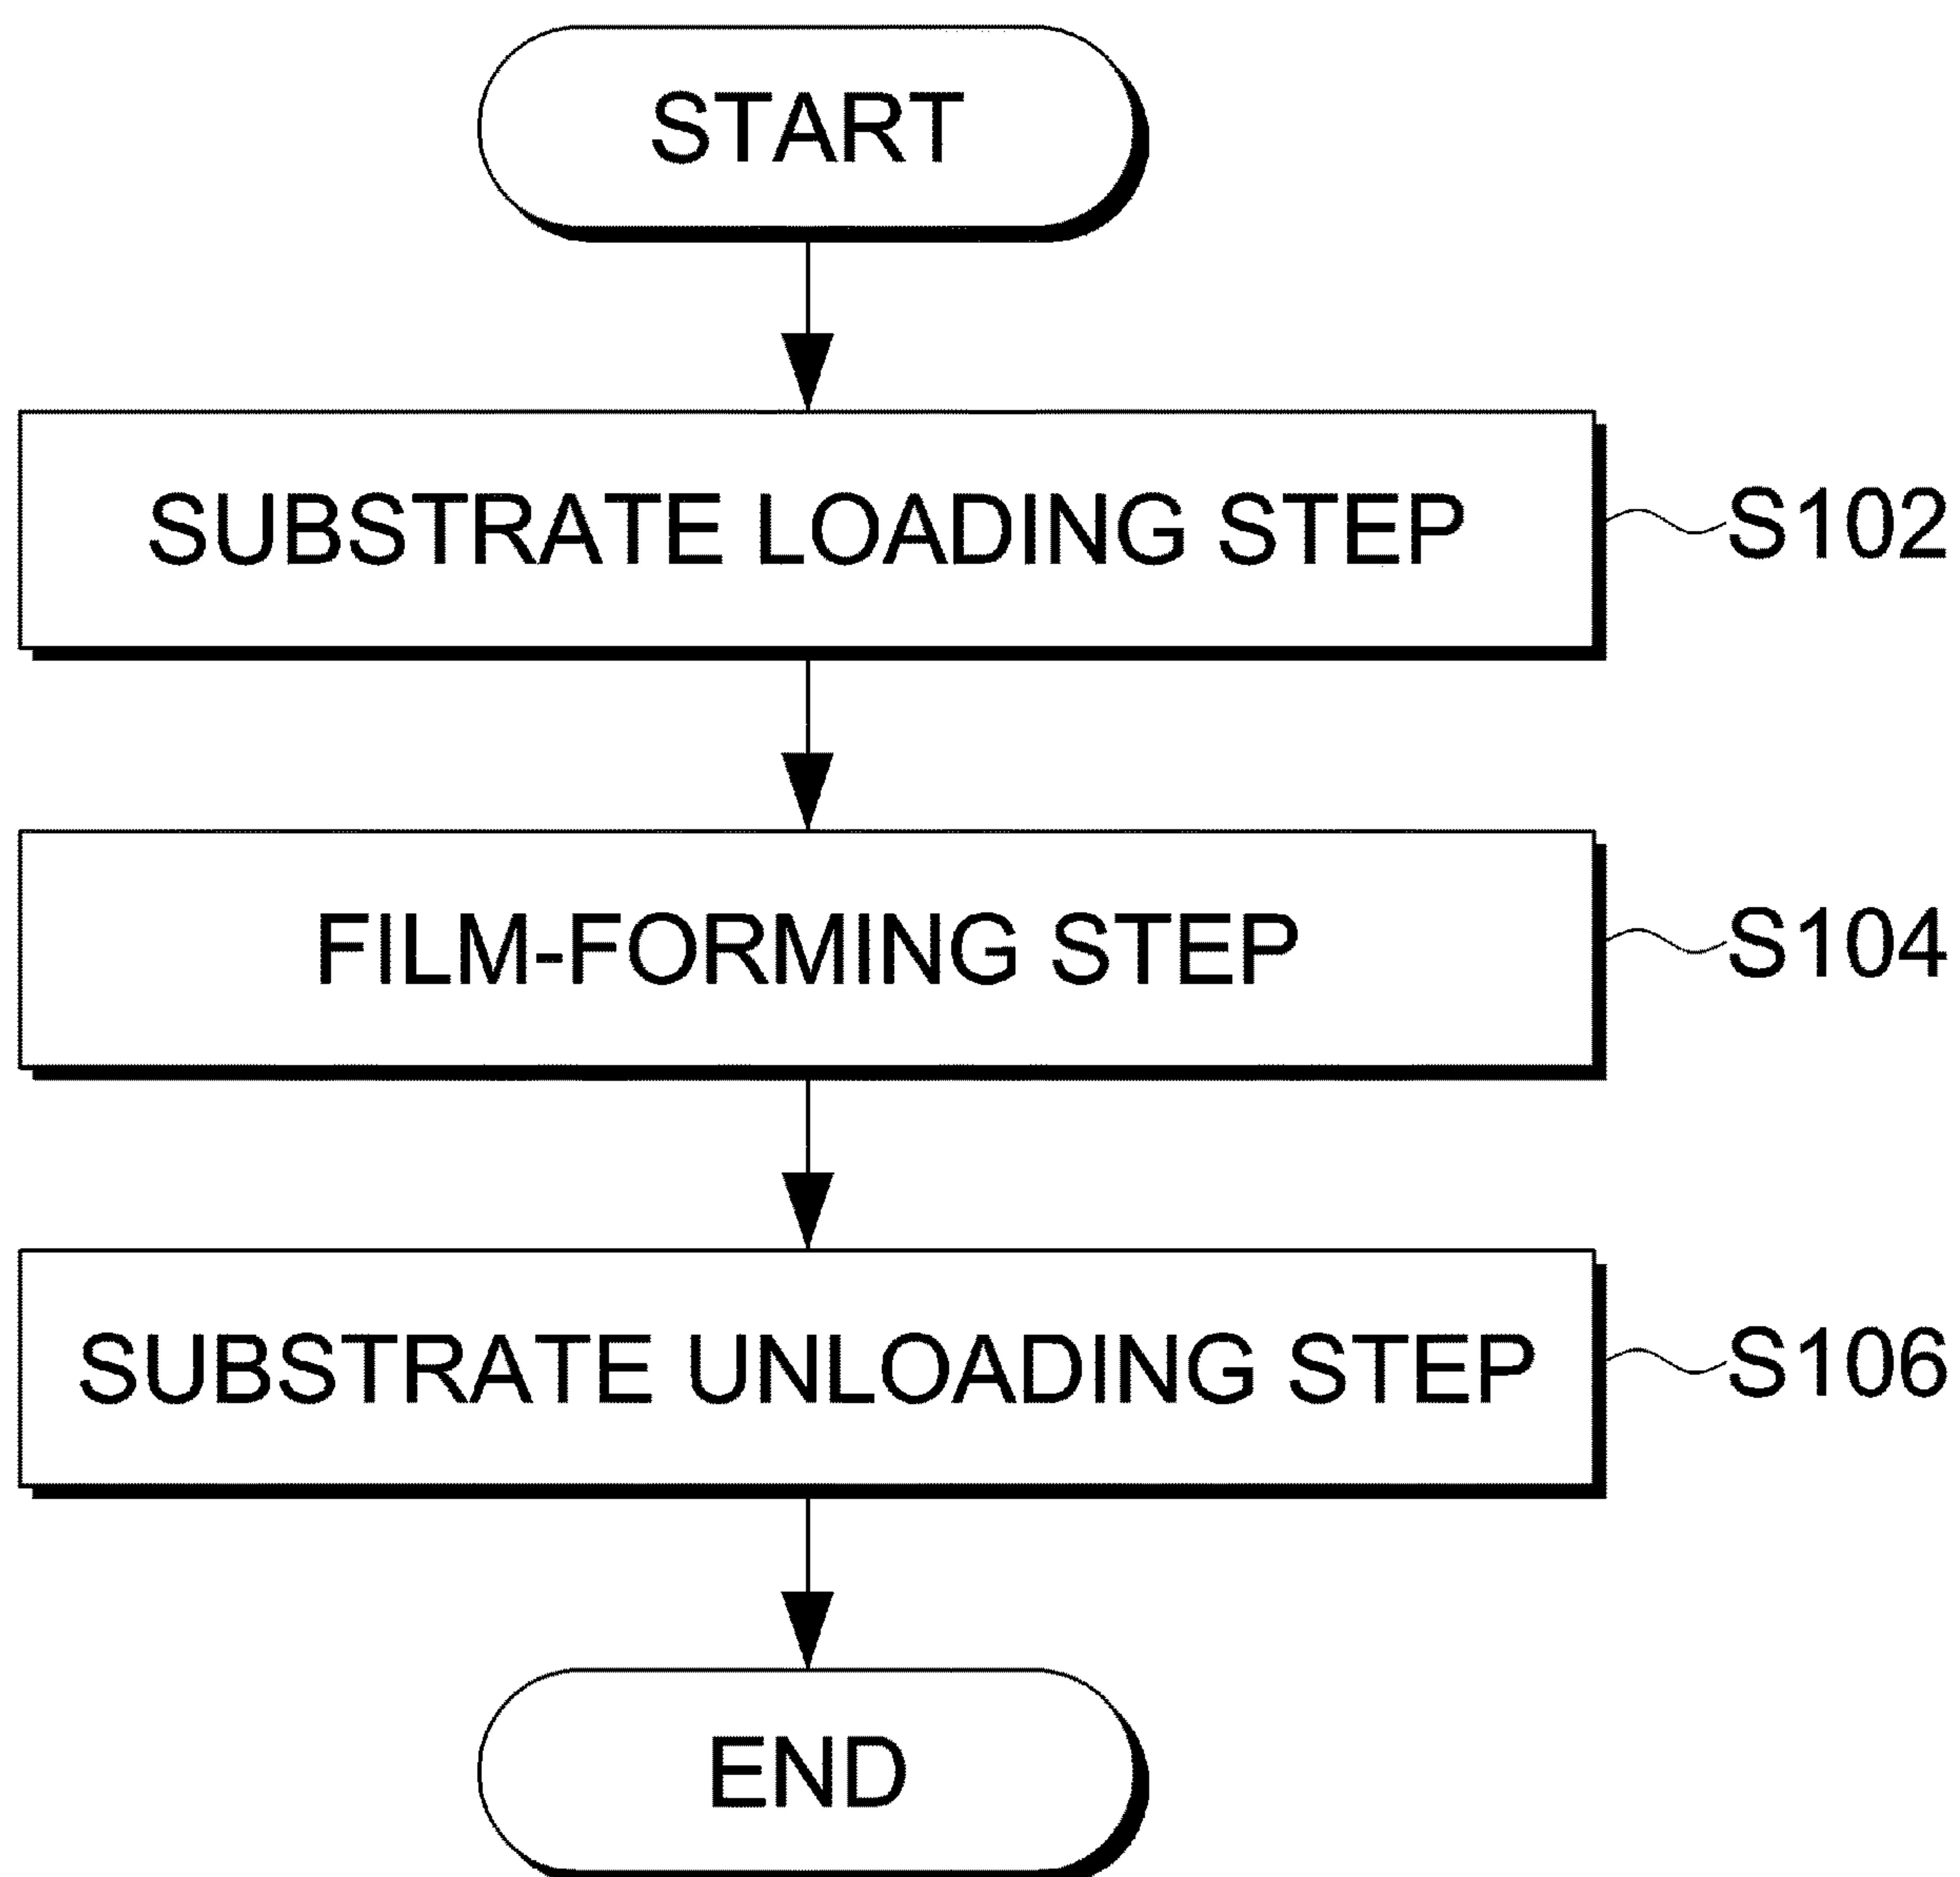 START
SUBSTRATE LOADING STEP
S102
FILM-FORMING STEP
S104
SUBSTRATE UNLOADING STEP
S106
END